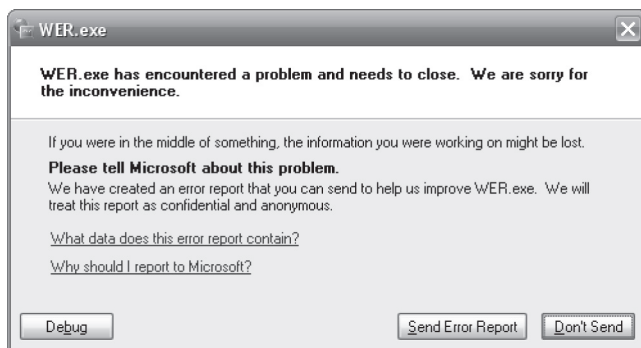 WER.exe
WER.exe has encountered a problem and needs to close. We are sorry for
the inconvenience.
If you were in the middle of something, the information you were working on might be lost.
Please tell Microsoft about this problem.
We have created an error report that you can send to help us improve WER.exe. We will
treat this report as confidential and anonymous.
What data does this error report contain?
Why should I report to Microsoft?
Debug
Send Error Report
Don't Send